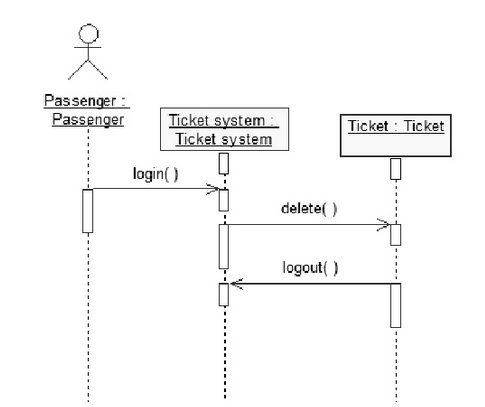 Passenger :
Passenger
Ticket system :
Ticket system
Ticket : Ticket
login( )
delete( )
logout( )